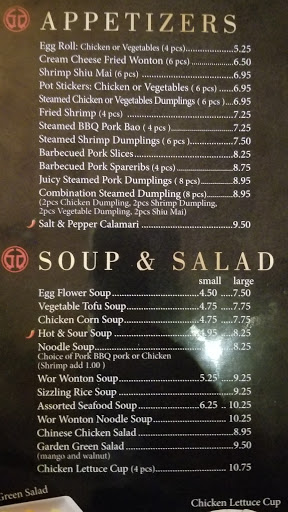 APPETIZERS
Egg Roll: Chicken or Vegetables (4 pcs) 5.25
Cream Cheese Fried Wonton (6 pcs) 6.50
Shrimp Shiu Mai (6 pcs) 6.95
Pot Stickers: Chicken or Vegetables (6 pcs) 6.95
Steamed Chicken or Vegetables Dumplings (6 pcs) 6.95
Fried Shrimp (4 pcs) 7.25
Steamed BBQ Pork Bao (4 pcs) 7.25
Steamed Shrimp Dumplings (6 pcs) 7.50
Barbecued Pork Slices 8.25
Barbecued Pork Spareribs (4 pcs) 8.75
Juicy Steamed Pork Dumplings (8 pcs) 8.95
Combination Steamed Dumpling (8 pcs) 8.95
(2pcs Chicken Dumpling, 2pcs Shrimp Dumpling,
2pcs Vegetable Dumpling, 2pcs Shiu Mai)
Salt & Pepper Calamari 9.50
SOUP & SALAD
small large
Egg Flower Soup 4.50 7.50
Vegetable Tofu Soup 4.75 7.75
Chicken Corn Soup 4.75 7.75
Hot & Sour Soup 4.95 8.25
Noodle Soup 8.25
Choice of Pork BBQ pork or Chicken
(Shrimp add 1.00)
Wor Wonton Soup 5.25 9.25
Sizzling Rice Soup 9.25
Assorted Seafood Soup 6.25 10.25
Wor Wonton Noodle Soup 10.25
Chinese Chicken Salad 8.95
Garden Green Salad 9.50
(mango and walnut)
Chicken Lettuce Cup (4 pcs) 10.75
Green Salad
Chicken Lettuce Cup